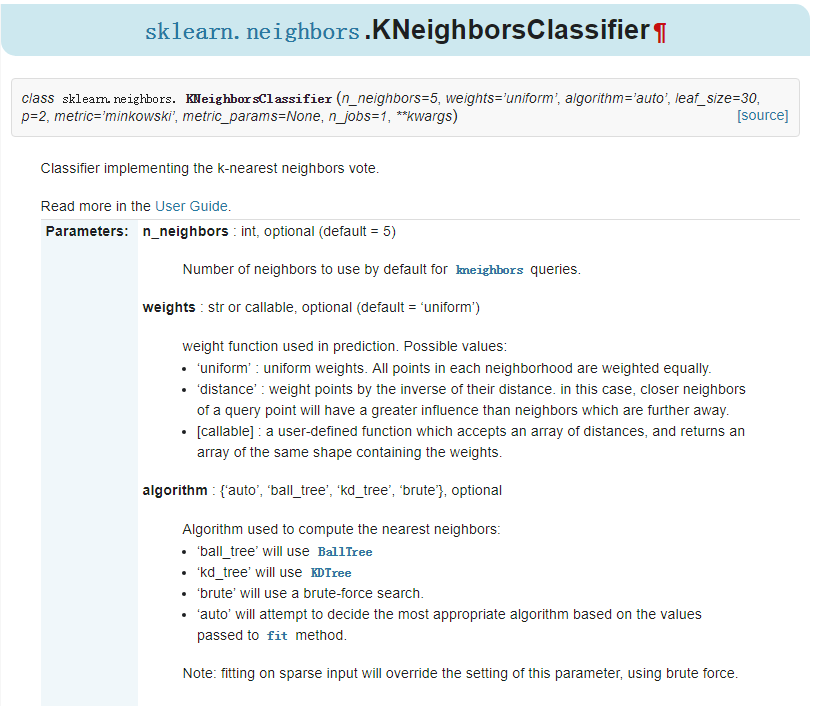 sklearn.neighbors.KNeighborsClassifier¶
class sklearn.neighbors. KNeighborsClassifier (n_neighbors=5, weights=’uniform’, algorithm=’auto’, leaf_size=30,
p=2, metric=’minkowski’, metric_params=None, n_jobs=1, **kwargs) [source]
Classifier implementing the k-nearest neighbors vote.
Read more in the User Guide.
Parameters: n_neighbors : int, optional (default = 5)
Number of neighbors to use by default for kneighbors queries.
weights : str or callable, optional (default = ‘uniform’)
weight function used in prediction. Possible values:
• ‘uniform’ : uniform weights. All points in each neighborhood are weighted equally.
• ‘distance’ : weight points by the inverse of their distance. in this case, closer neighbors
of a query point will have a greater influence than neighbors which are further away.
• [callable] : a user-defined function which accepts an array of distances, and returns an
array of the same shape containing the weights.
algorithm : {‘auto’, ‘ball_tree’, ‘kd_tree’, ‘brute’}, optional
Algorithm used to compute the nearest neighbors:
• ‘ball_tree’ will use BallTree
• ‘kd_tree’ will use KDTree
• ‘brute’ will use a brute-force search.
• ‘auto’ will attempt to decide the most appropriate algorithm based on the values
passed to fit method.
Note: fitting on sparse input will override the setting of this parameter, using brute force.